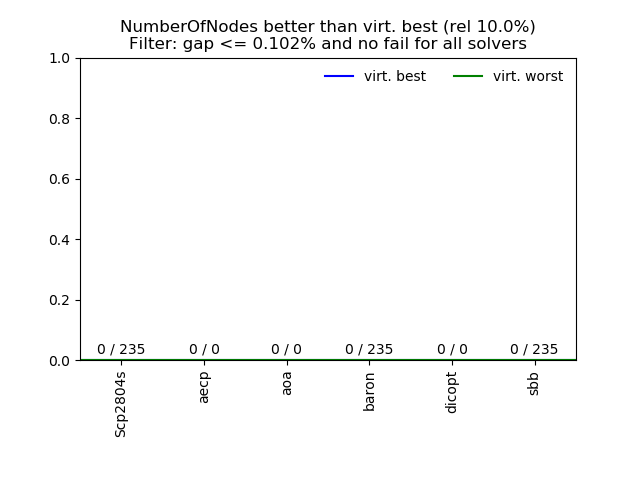 NumberOfNodes better than virt. best (rel 10.0%)
Filter: gap <= 0.102% and no fail for all solvers
virt. best
virt. worst
1.0
0.8
0.6
0.4
0.2
0.0
0 / 235
0 / 0
0 / 0
0 / 235
0 / 0
0 / 235
Scp2804s
aecp
aoa
baron
dicopt
sbb